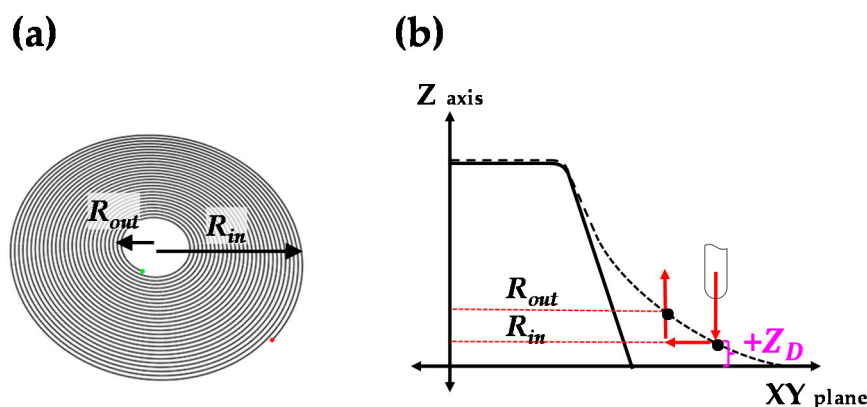 (a)
R_out
R_in
(b)
Z axis
R_out
R_in
+Z_D
XY plane